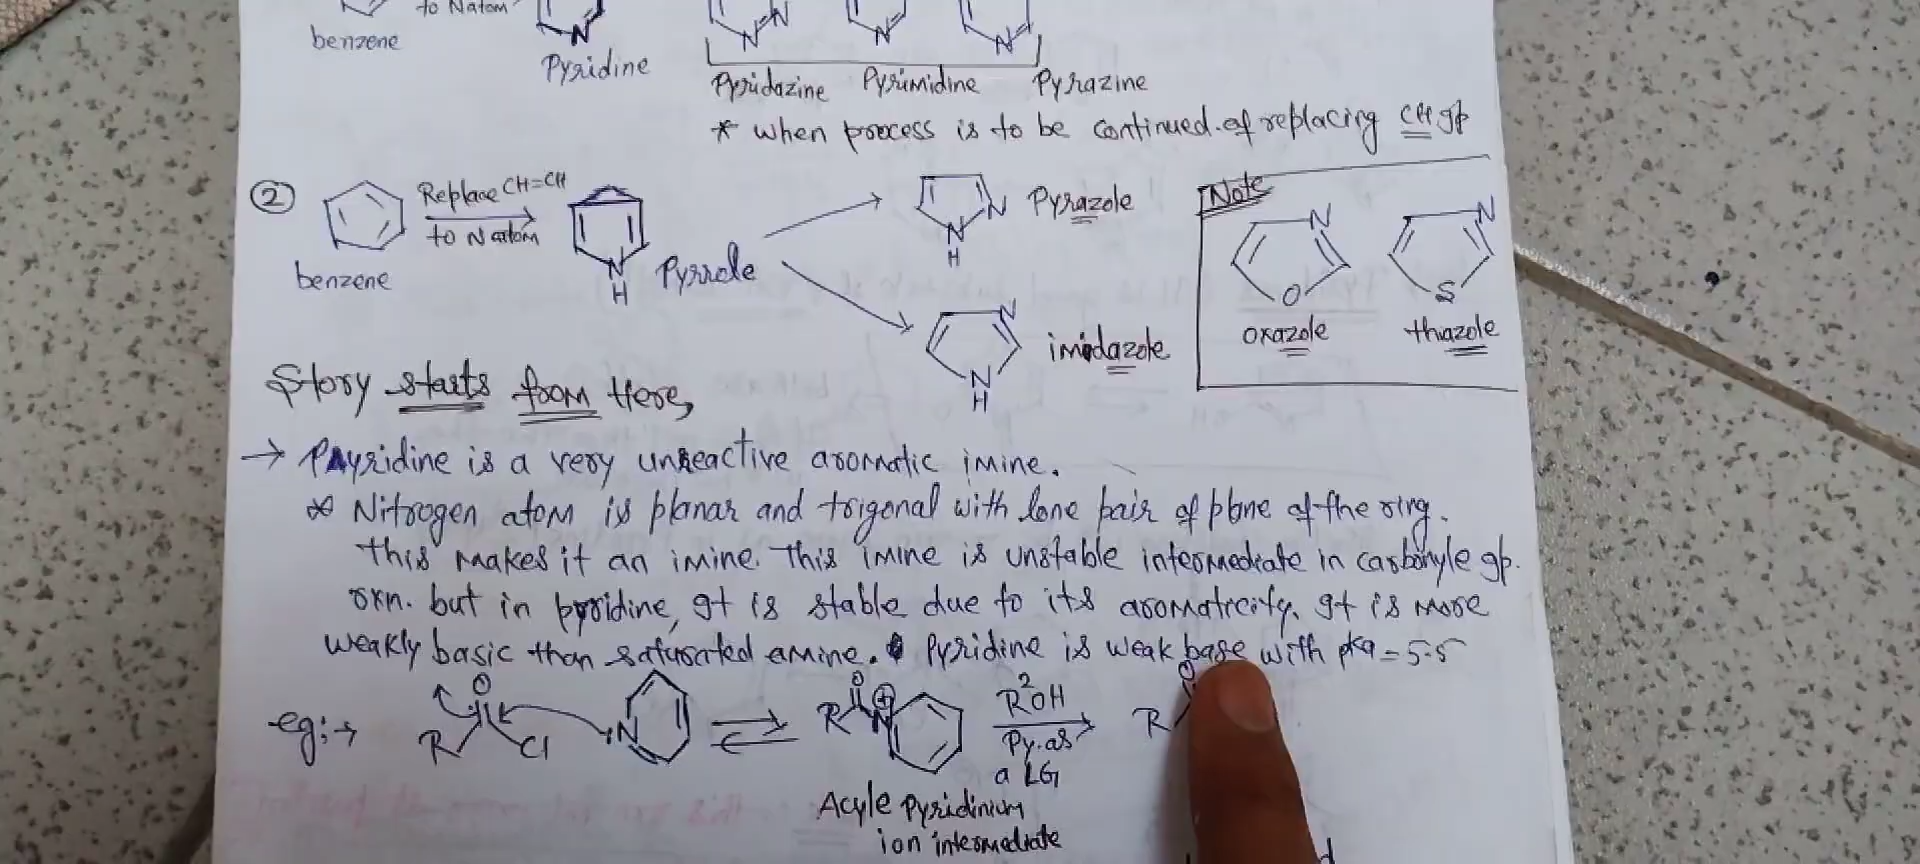 to N atom
benzene
Pyridine
Pyridazine Pyrimidine Pyrazine
* when process is to be continued of replacing CH gp
② Replace CH=CH
to N atom
benzene
N
H
Pyrrole
N
N
H
Pyrazole
N
N
H
imidazole
Note
N
O
oxazole
N
S
thiazole
Story starts from Here,
→ Pyridine is a very unreactive aromatic imine.
* Nitrogen atom is planar and trigonal with lone pair of plane of the ring.
this makes it an imine. This imine is unstable intermediate in carbonyle gp.
rxn. but in pyridine, It is stable due to its aromaticity. It is more
weakly basic than saturated amine. Pyridine is weak base with pka = 5.5
eg:→
R O Cl
N
R O N
R²OH
Py. as
a LG
R O
Acyle Pyridinium
ion intermediate